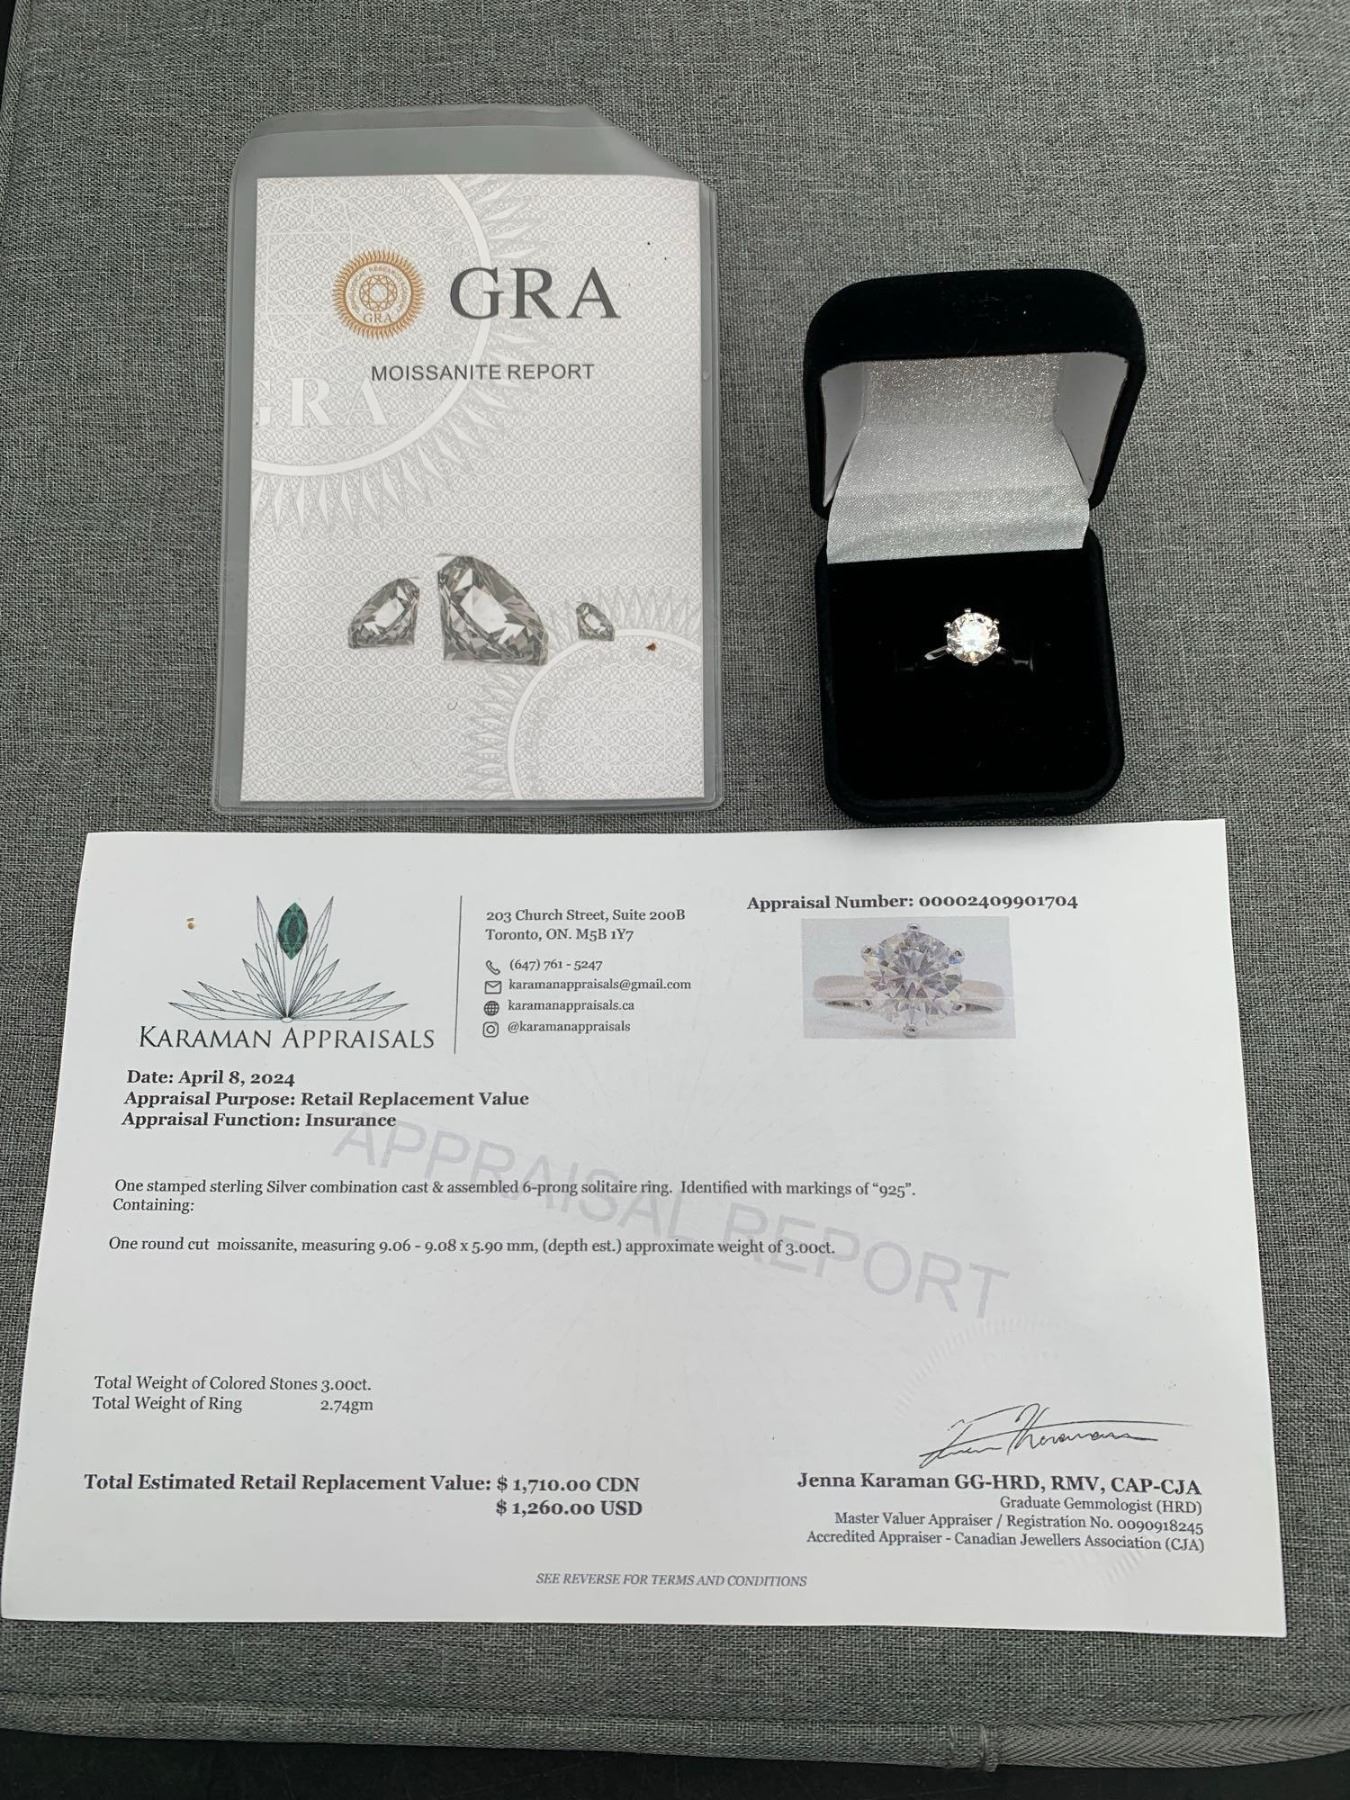 GRA
GRA
MOISSANITE REPORT
GRA
KARAMAN APPRAISALS
203 Church Street, Suite 200B
Toronto, ON. M5B 1Y7
(647) 761 - 5247
karamanappraisals@gmail.com
karamanappraisals.ca
@karamanappraisals
Appraisal Number: 00002409901704
Date: April 8, 2024
Appraisal Purpose: Retail Replacement Value
Appraisal Function: Insurance
APPRAISAL REPORT
One stamped sterling Silver combination cast & assembled 6-prong solitaire ring. Identified with markings of “925”.
Containing:
One round cut moissanite, measuring 9.06 - 9.08 x 5.90 mm, (depth est.) approximate weight of 3.00ct.
Total Weight of Colored Stones 3.00ct.
Total Weight of Ring 2.74gm
Total Estimated Retail Replacement Value: $ 1,710.00 CDN
$ 1,260.00 USD
Jenna Karaman GG-HRD, RMV, CAP-CJA
Graduate Gemmologist (HRD)
Master Valuer Appraiser / Registration No. 0090918245
Accredited Appraiser - Canadian Jewellers Association (CJA)
SEE REVERSE FOR TERMS AND CONDITIONS